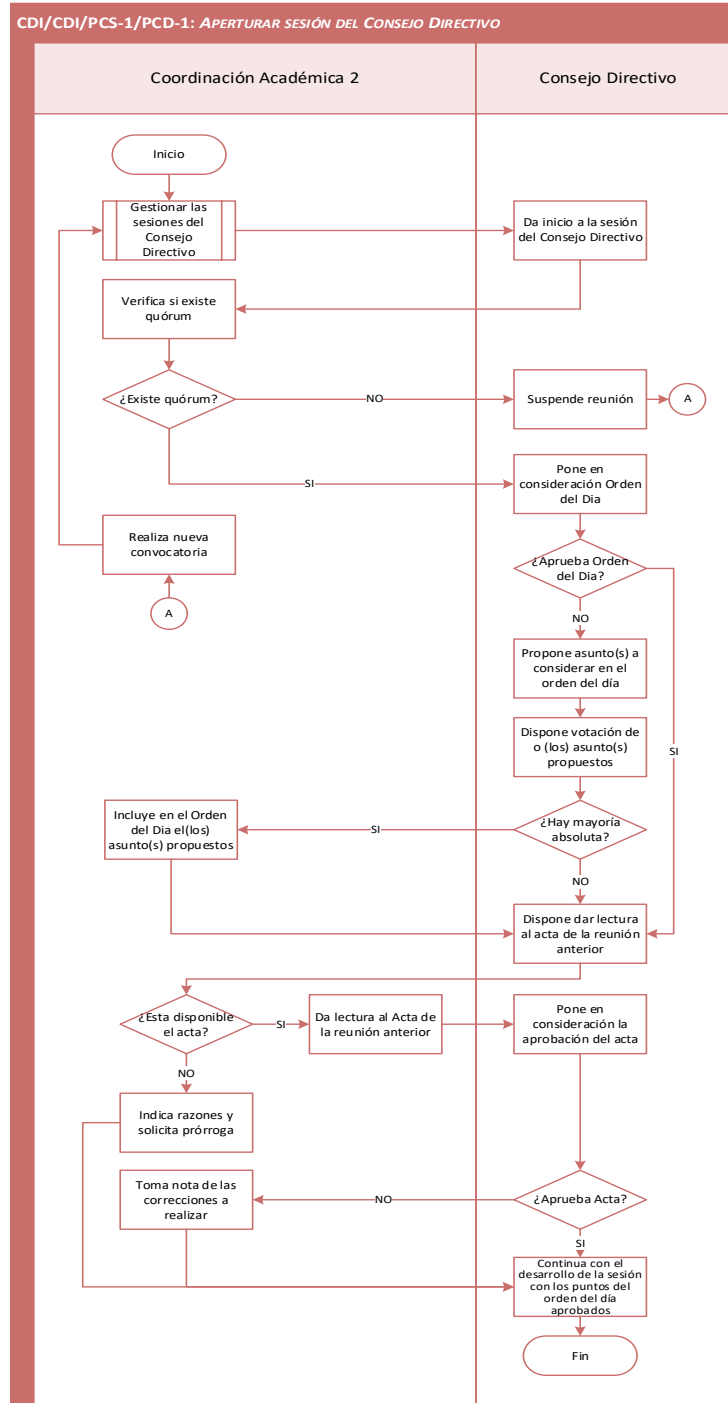 CDI/CDI/PCS-1/PCD-1: APERTURAR SESIÓN DEL CONSEJO DIRECTIVO
Coordinación Académica 2
Consejo Directivo
Inicio
Gestionar las
sesiones del
Consejo
Directivo
Da inicio a la sesión
del Consejo Directivo
Verifica si existe
quórum
¿Existe quórum?
NO
Suspende reunión
A
SI
Pone en
consideración Orden
del Dia
Realiza nueva
convocatoria
A
¿Aprueba Orden
del Dia?
NO
SI
Propone asunto(s) a
considerar en el
orden del día
Dispone votación de
o (los) asunto(s)
propuestos
¿Hay mayoría
absoluta?
SI
Incluye en el Orden
del Dia el(los)
asunto(s) propuestos
NO
Dispone dar lectura
al acta de la reunión
anterior
¿Esta disponible
el acta?
SI
Da lectura al Acta de
la reunión anterior
Pone en
consideración la
aprobación del acta
NO
Indica razones y
solicita prórroga
Toma nota de las
correcciones a
realizar
NO
¿Aprueba Acta?
SI
Continua con el
desarrollo de la sesión
con los puntos del
orden del día
aprobados
Fin